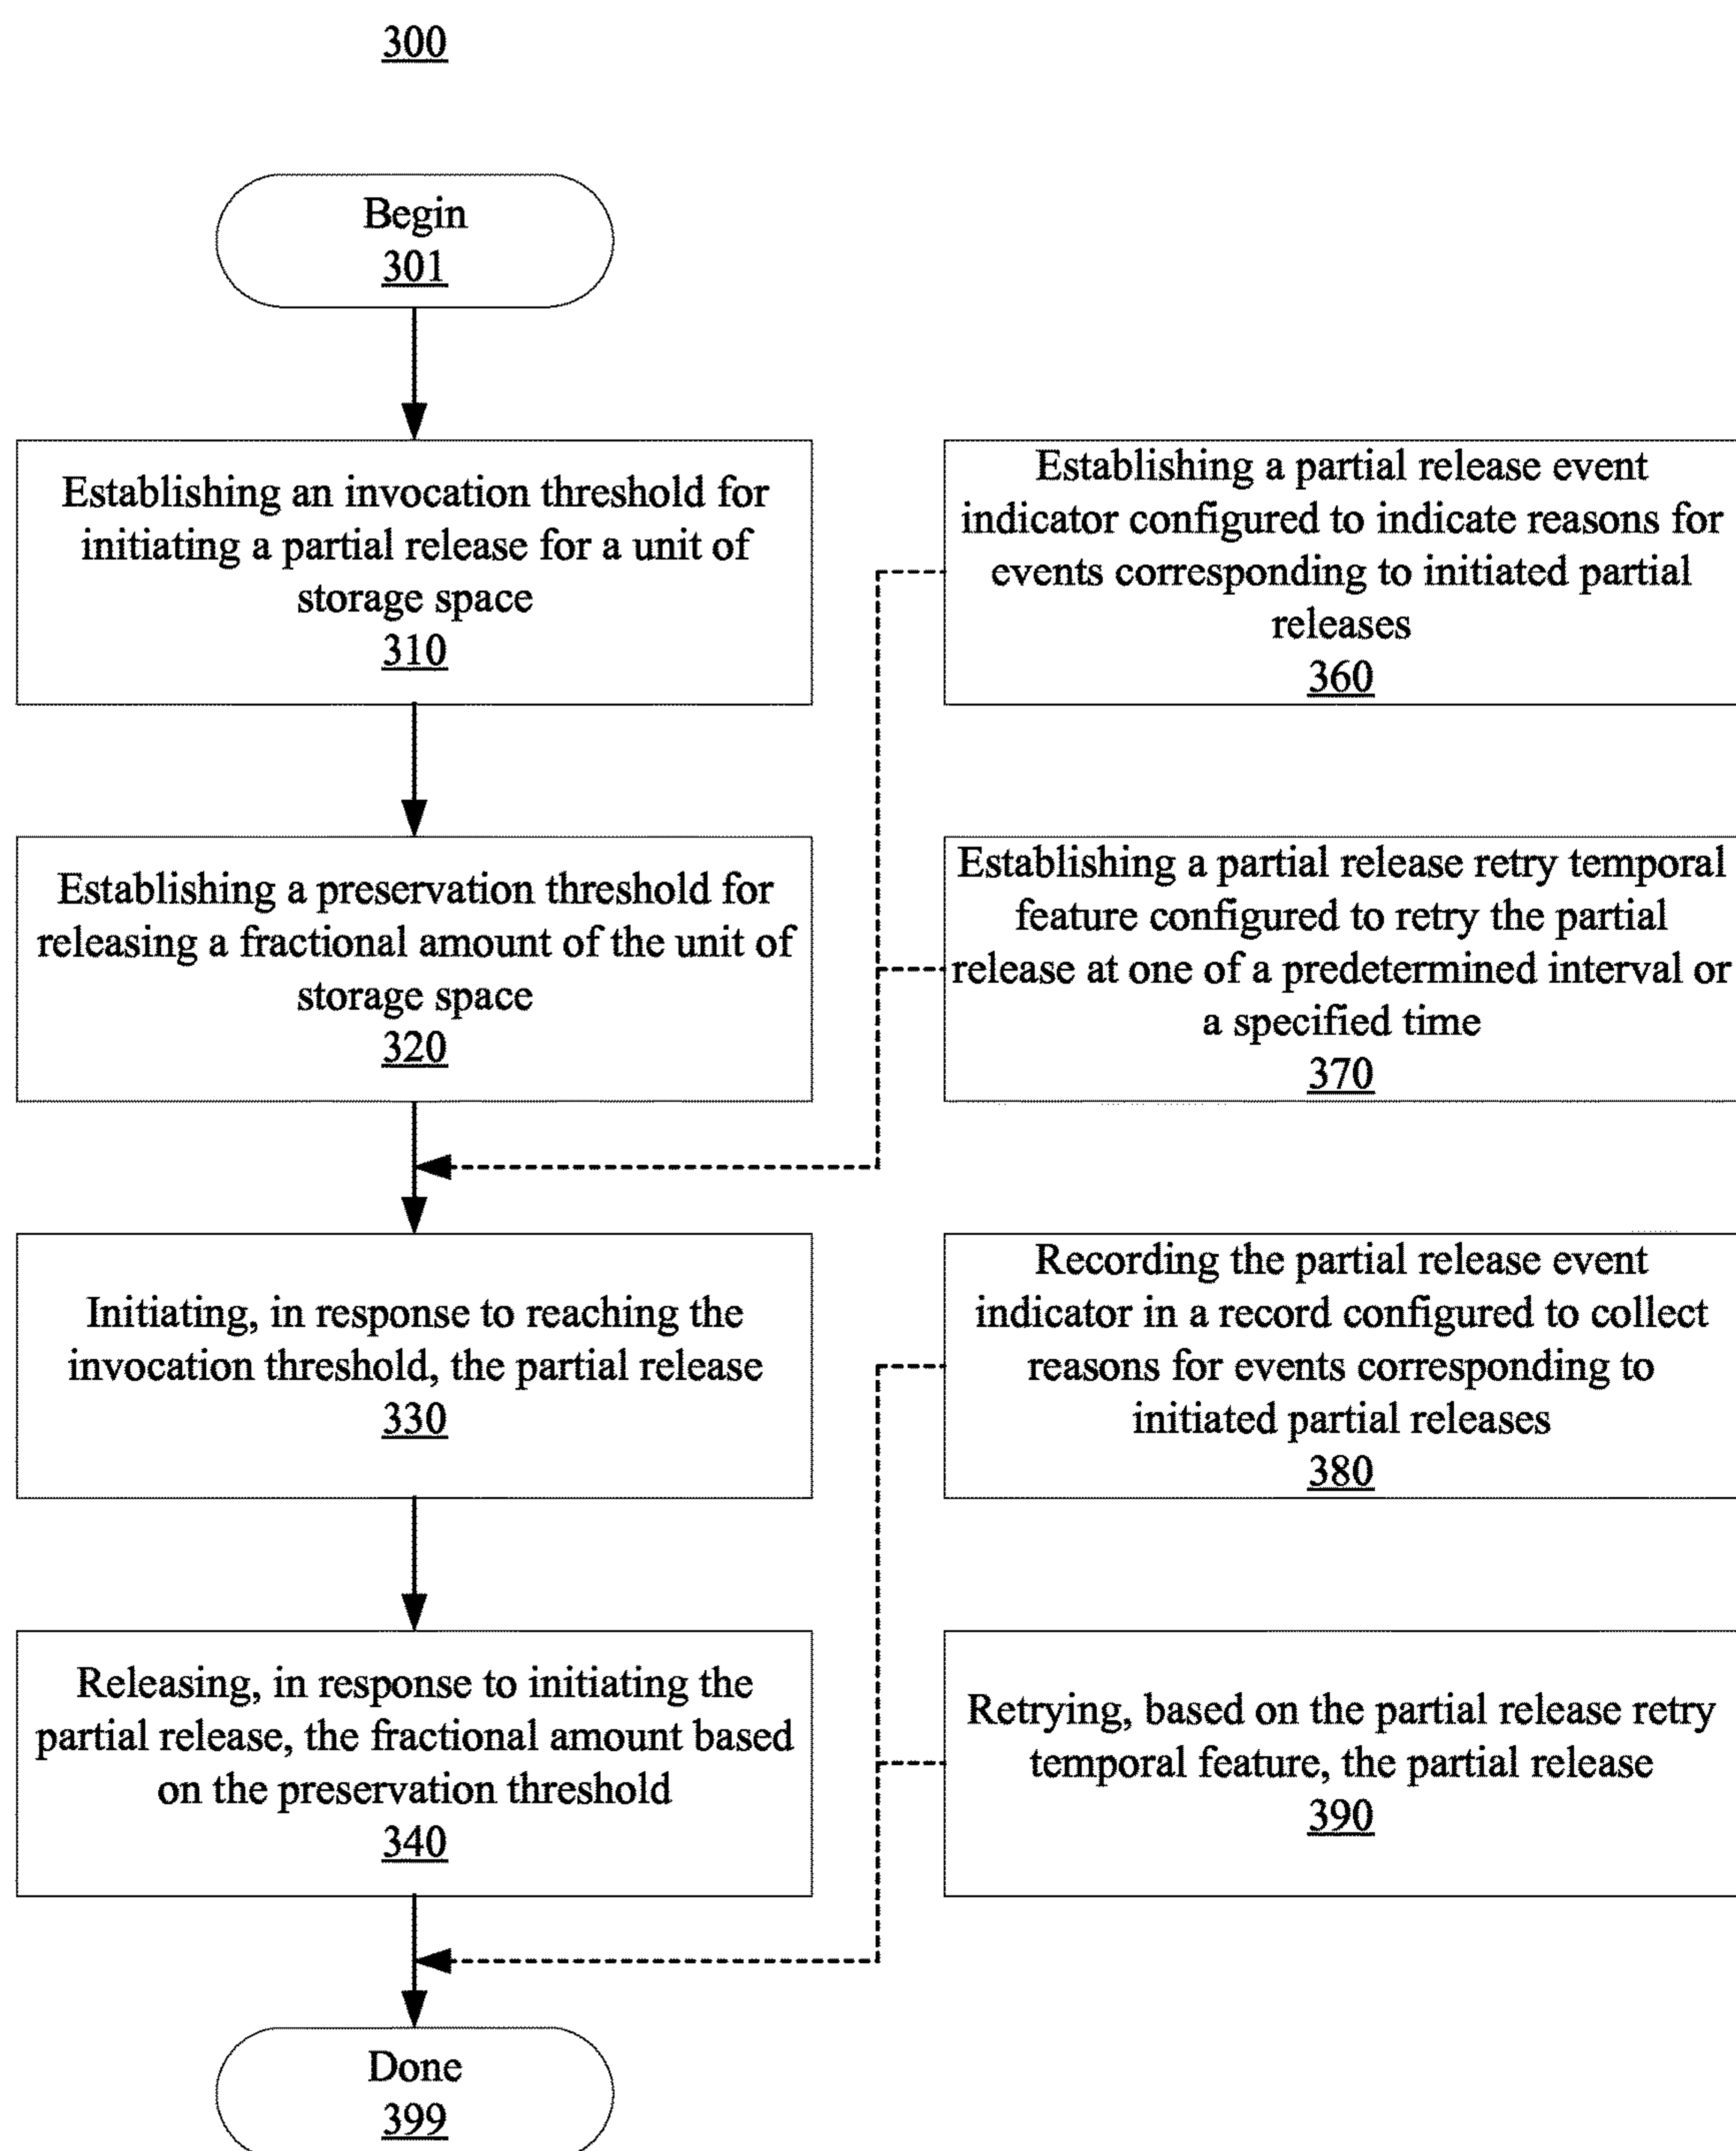 300
Begin
301
Establishing an invocation threshold for
initiating a partial release for a unit of
storage space
310
Establishing a partial release event
indicator configured to indicate reasons for
events corresponding to initiated partial
releases
360
Establishing a preservation threshold for
releasing a fractional amount of the unit of
storage space
320
Establishing a partial release retry temporal
feature configured to retry the partial
release at one of a predetermined interval or
a specified time
370
Initiating, in response to reaching the
invocation threshold, the partial release
330
Recording the partial release event
indicator in a record configured to collect
reasons for events corresponding to
initiated partial releases
380
Releasing, in response to initiating the
partial release, the fractional amount based
on the preservation threshold
340
Retrying, based on the partial release retry
temporal feature, the partial release
390
Done
399